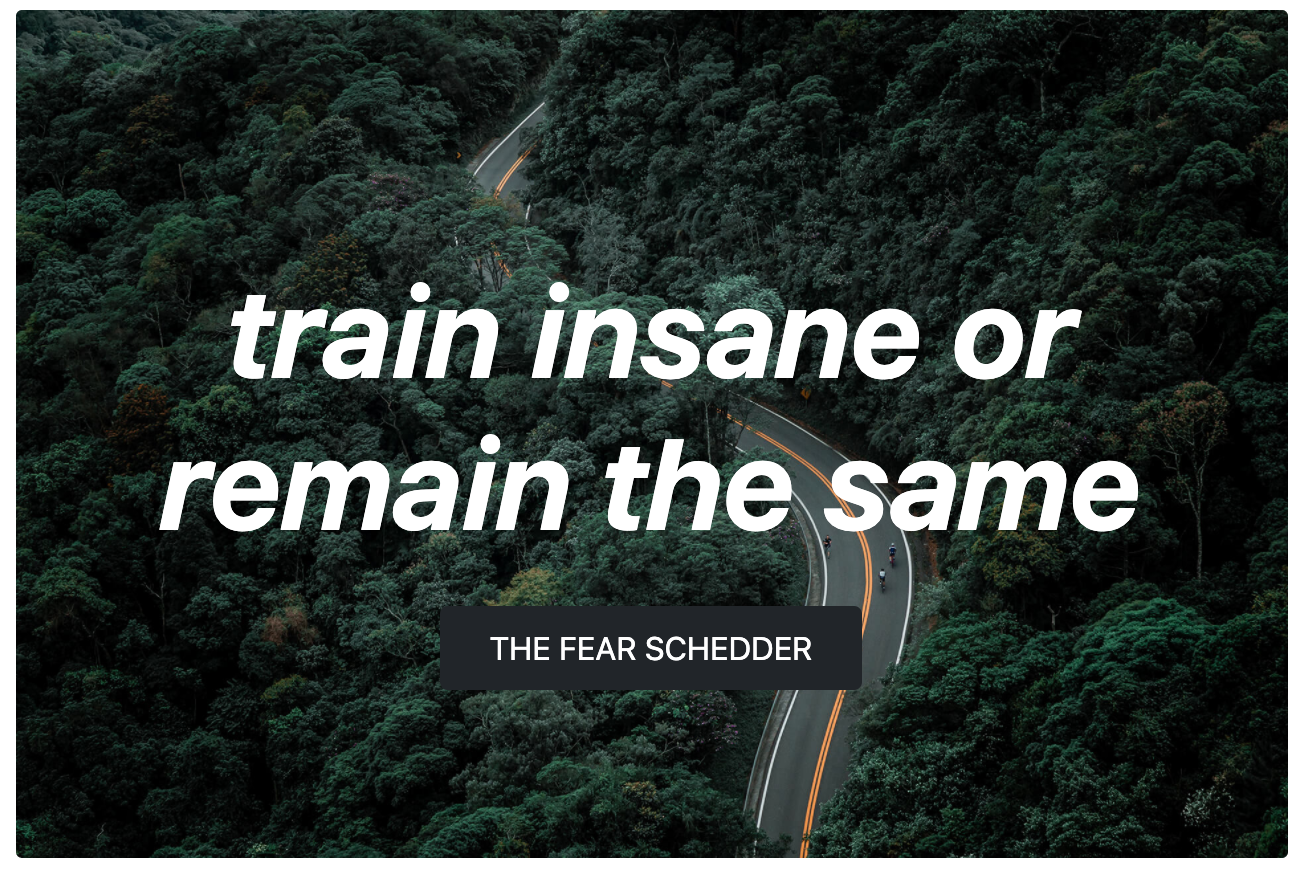 train insane or
remain the same
THE FEAR SCHEDDER